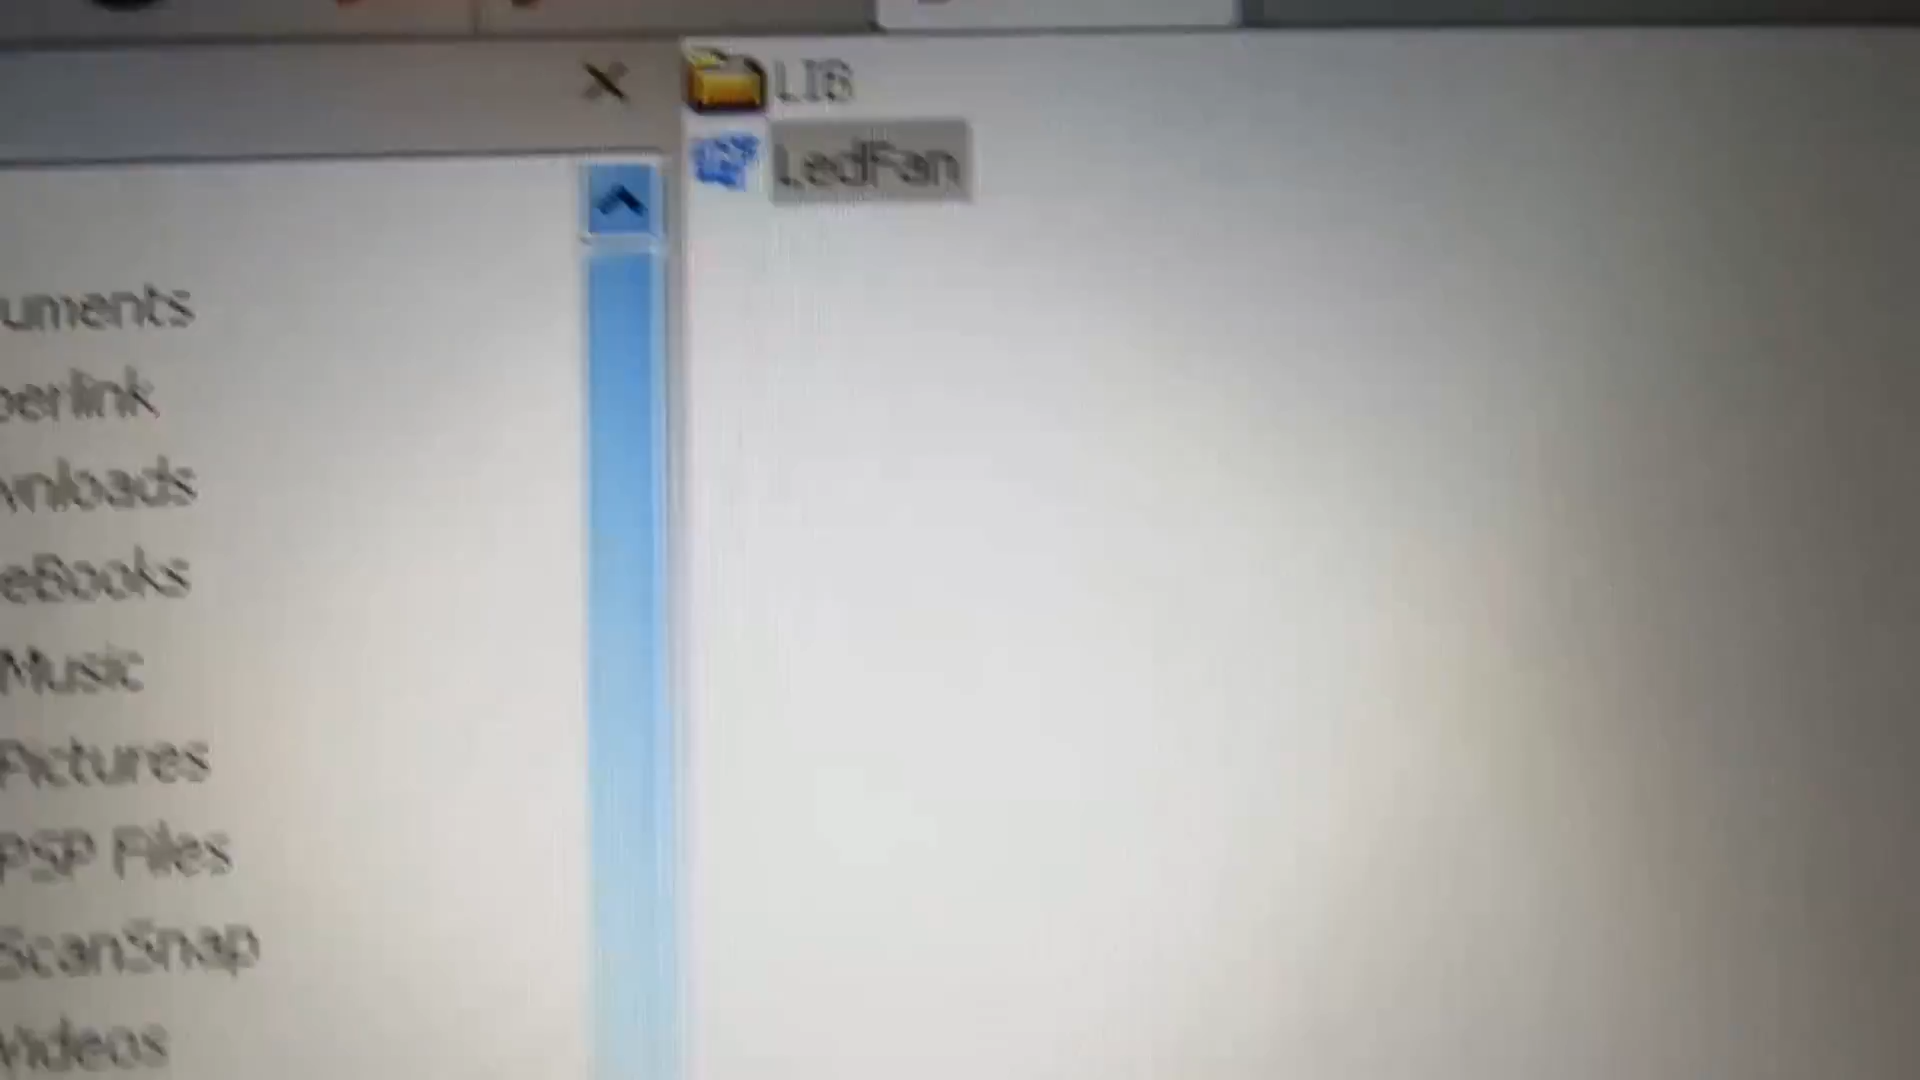 LIB
LedFan
uments
perlink
wnloads
eBooks
Music
Pictures
PSP Files
ScanSnap
Videos